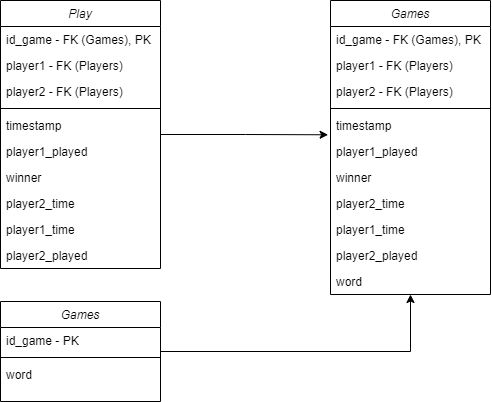 Play
id_game - FK (Games), PK
player1 - FK (Players)
player2 - FK (Players)
timestamp
player1_played
winner
player2_time
player1_time
player2_played
Games
id_game - FK (Games), PK
player1 - FK (Players)
player2 - FK (Players)
timestamp
player1_played
winner
player2_time
player1_time
player2_played
word
Games
id_game - PK
word